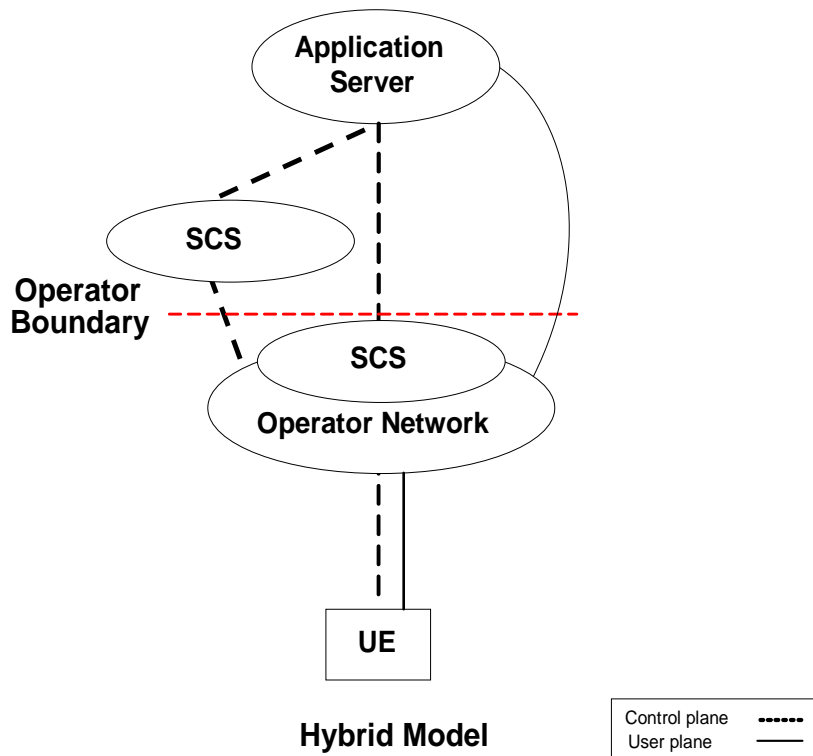 Application
Server
SCS
Operator
Boundary
SCS
Operator Network
UE
Hybrid Model
Control plane
User plane